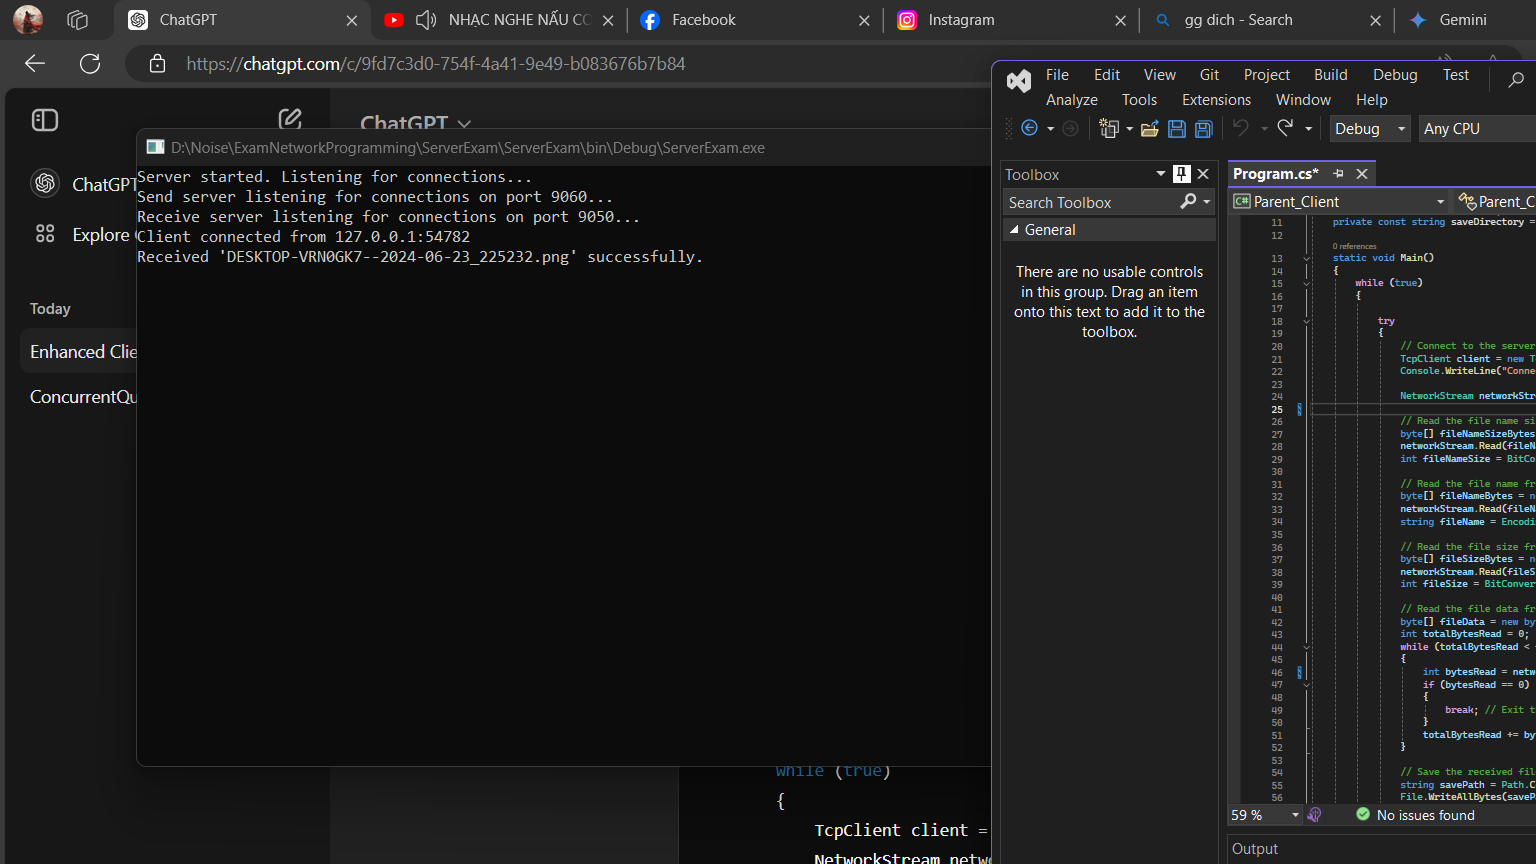 ChatGPT
NHẠC NGHE NẤU CƠ
Facebook
Instagram
gg dich - Search
Gemini
https://chatgpt.com/c/9fd7c3d0-754f-4a41-9e49-b083676b7b84
ChatGPT
ChatGPT
Explore
Today
Enhanced Clie
ConcurrentQu
D:\Noise\ExamNetworkProgramming\ServerExam\ServerExam\bin\Debug\ServerExam.exe
Server started. Listening for connections...
Send server listening for connections on port 9060...
Receive server listening for connections on port 9050...
Client connected from 127.0.0.1:54782
Received 'DESKTOP-VRN0GK7--2024-06-23_225232.png' successfully.
while (true)
{
TcpClient client =
NetworkStream netw
File Edit View Git Project Build Debug Test
Analyze Tools Extensions Window Help
Debug Any CPU
Toolbox
Search Toolbox
General
There are no usable controls
in this group. Drag an item
onto this text to add it to the
toolbox.
Program.cs*
Parent_Client Parent_C
11 private const string saveDirectory =
12
0 references
13 static void Main()
14 {
15 while (true)
16 {
17
18 try
19 {
20 // Connect to the server
21 TcpClient client = new T
22 Console.WriteLine("Conne
23
24 NetworkStream networkStr
25
26 // Read the file name si
27 byte[] fileNameSizeBytes
28 networkStream.Read(fileN
29 int fileNameSize = BitCo
30
31 // Read the file name fr
32 byte[] fileNameBytes = n
33 networkStream.Read(fileN
34 string fileName = Encodi
35
36 // Read the file size fr
37 byte[] fileSizeBytes = n
38 networkStream.Read(fileS
39 int fileSize = BitConver
40
41 // Read the file data fr
42 byte[] fileData = new by
43 int totalBytesRead = 0;
44 while (totalBytesRead <
45 {
46 int bytesRead = netw
47 if (bytesRead == 0)
48 {
49 break; // Exit t
50 }
51 totalBytesRead += by
52 }
53
54 // Save the received fil
55 string savePath = Path.C
56 File.WriteAllBytes(saveP
59 % No issues found
Output